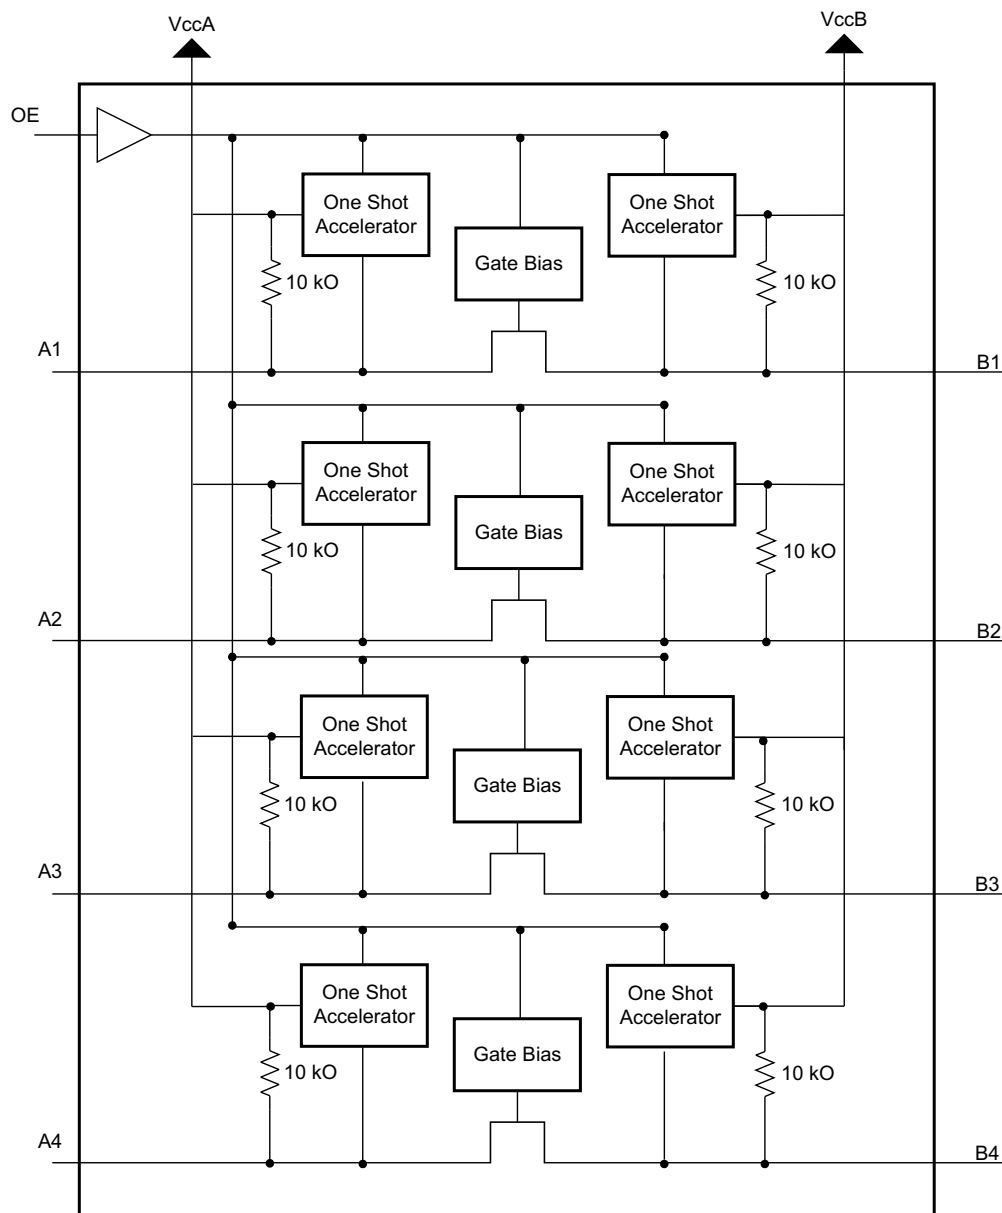 VccA
VccB
OE
One Shot
Accelerator
One Shot
Accelerator
Gate Bias
10 kO
10 kO
A1
B1
One Shot
Accelerator
One Shot
Accelerator
Gate Bias
10 kO
10 kO
A2
B2
One Shot
Accelerator
One Shot
Accelerator
Gate Bias
10 kO
10 kO
A3
B3
One Shot
Accelerator
One Shot
Accelerator
Gate Bias
10 kO
10 kO
A4
B4